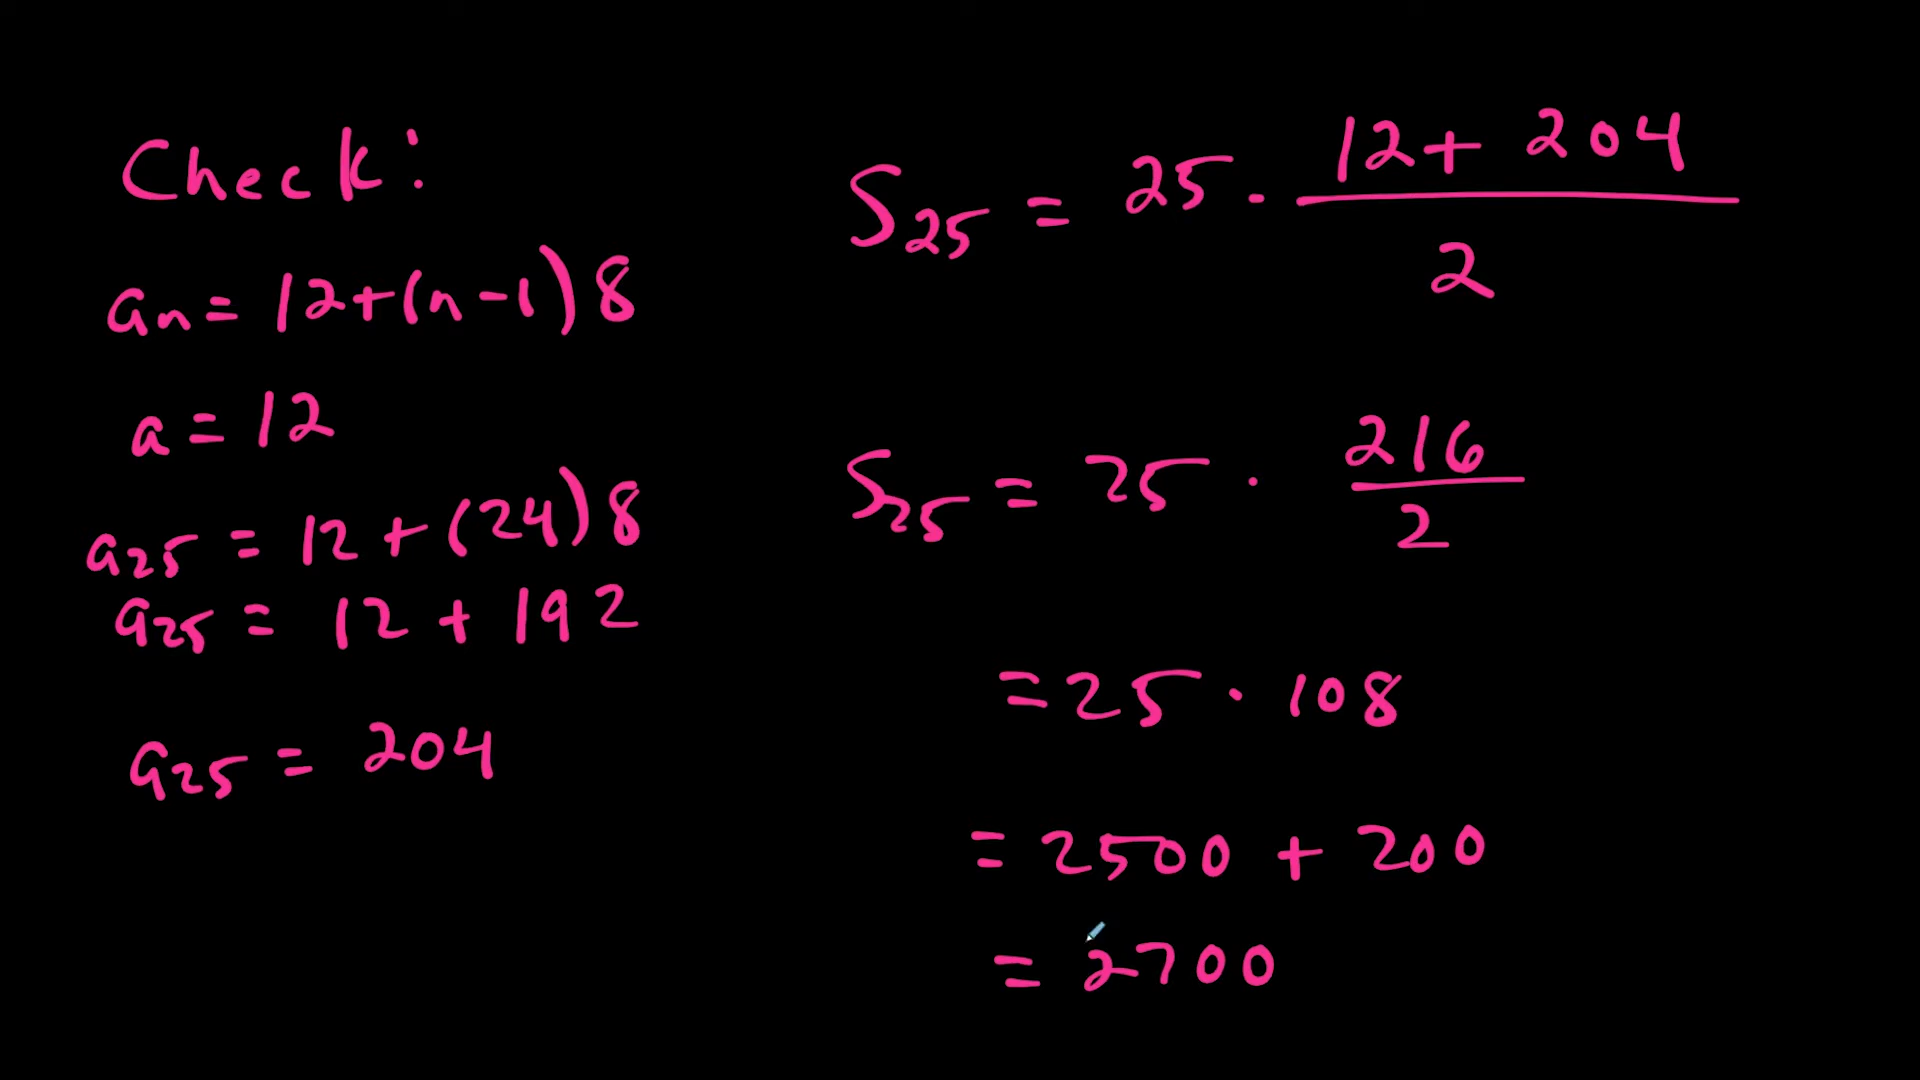 Check:
an = 12+(n-1)8
a = 12
a25 = 12 + (24)8
a25 = 12 + 192
a25 = 204
S25 = 25 · 12 + 204
2
S25 = 25 · 216
2
= 25 · 108
= 2500 + 200
= 2700